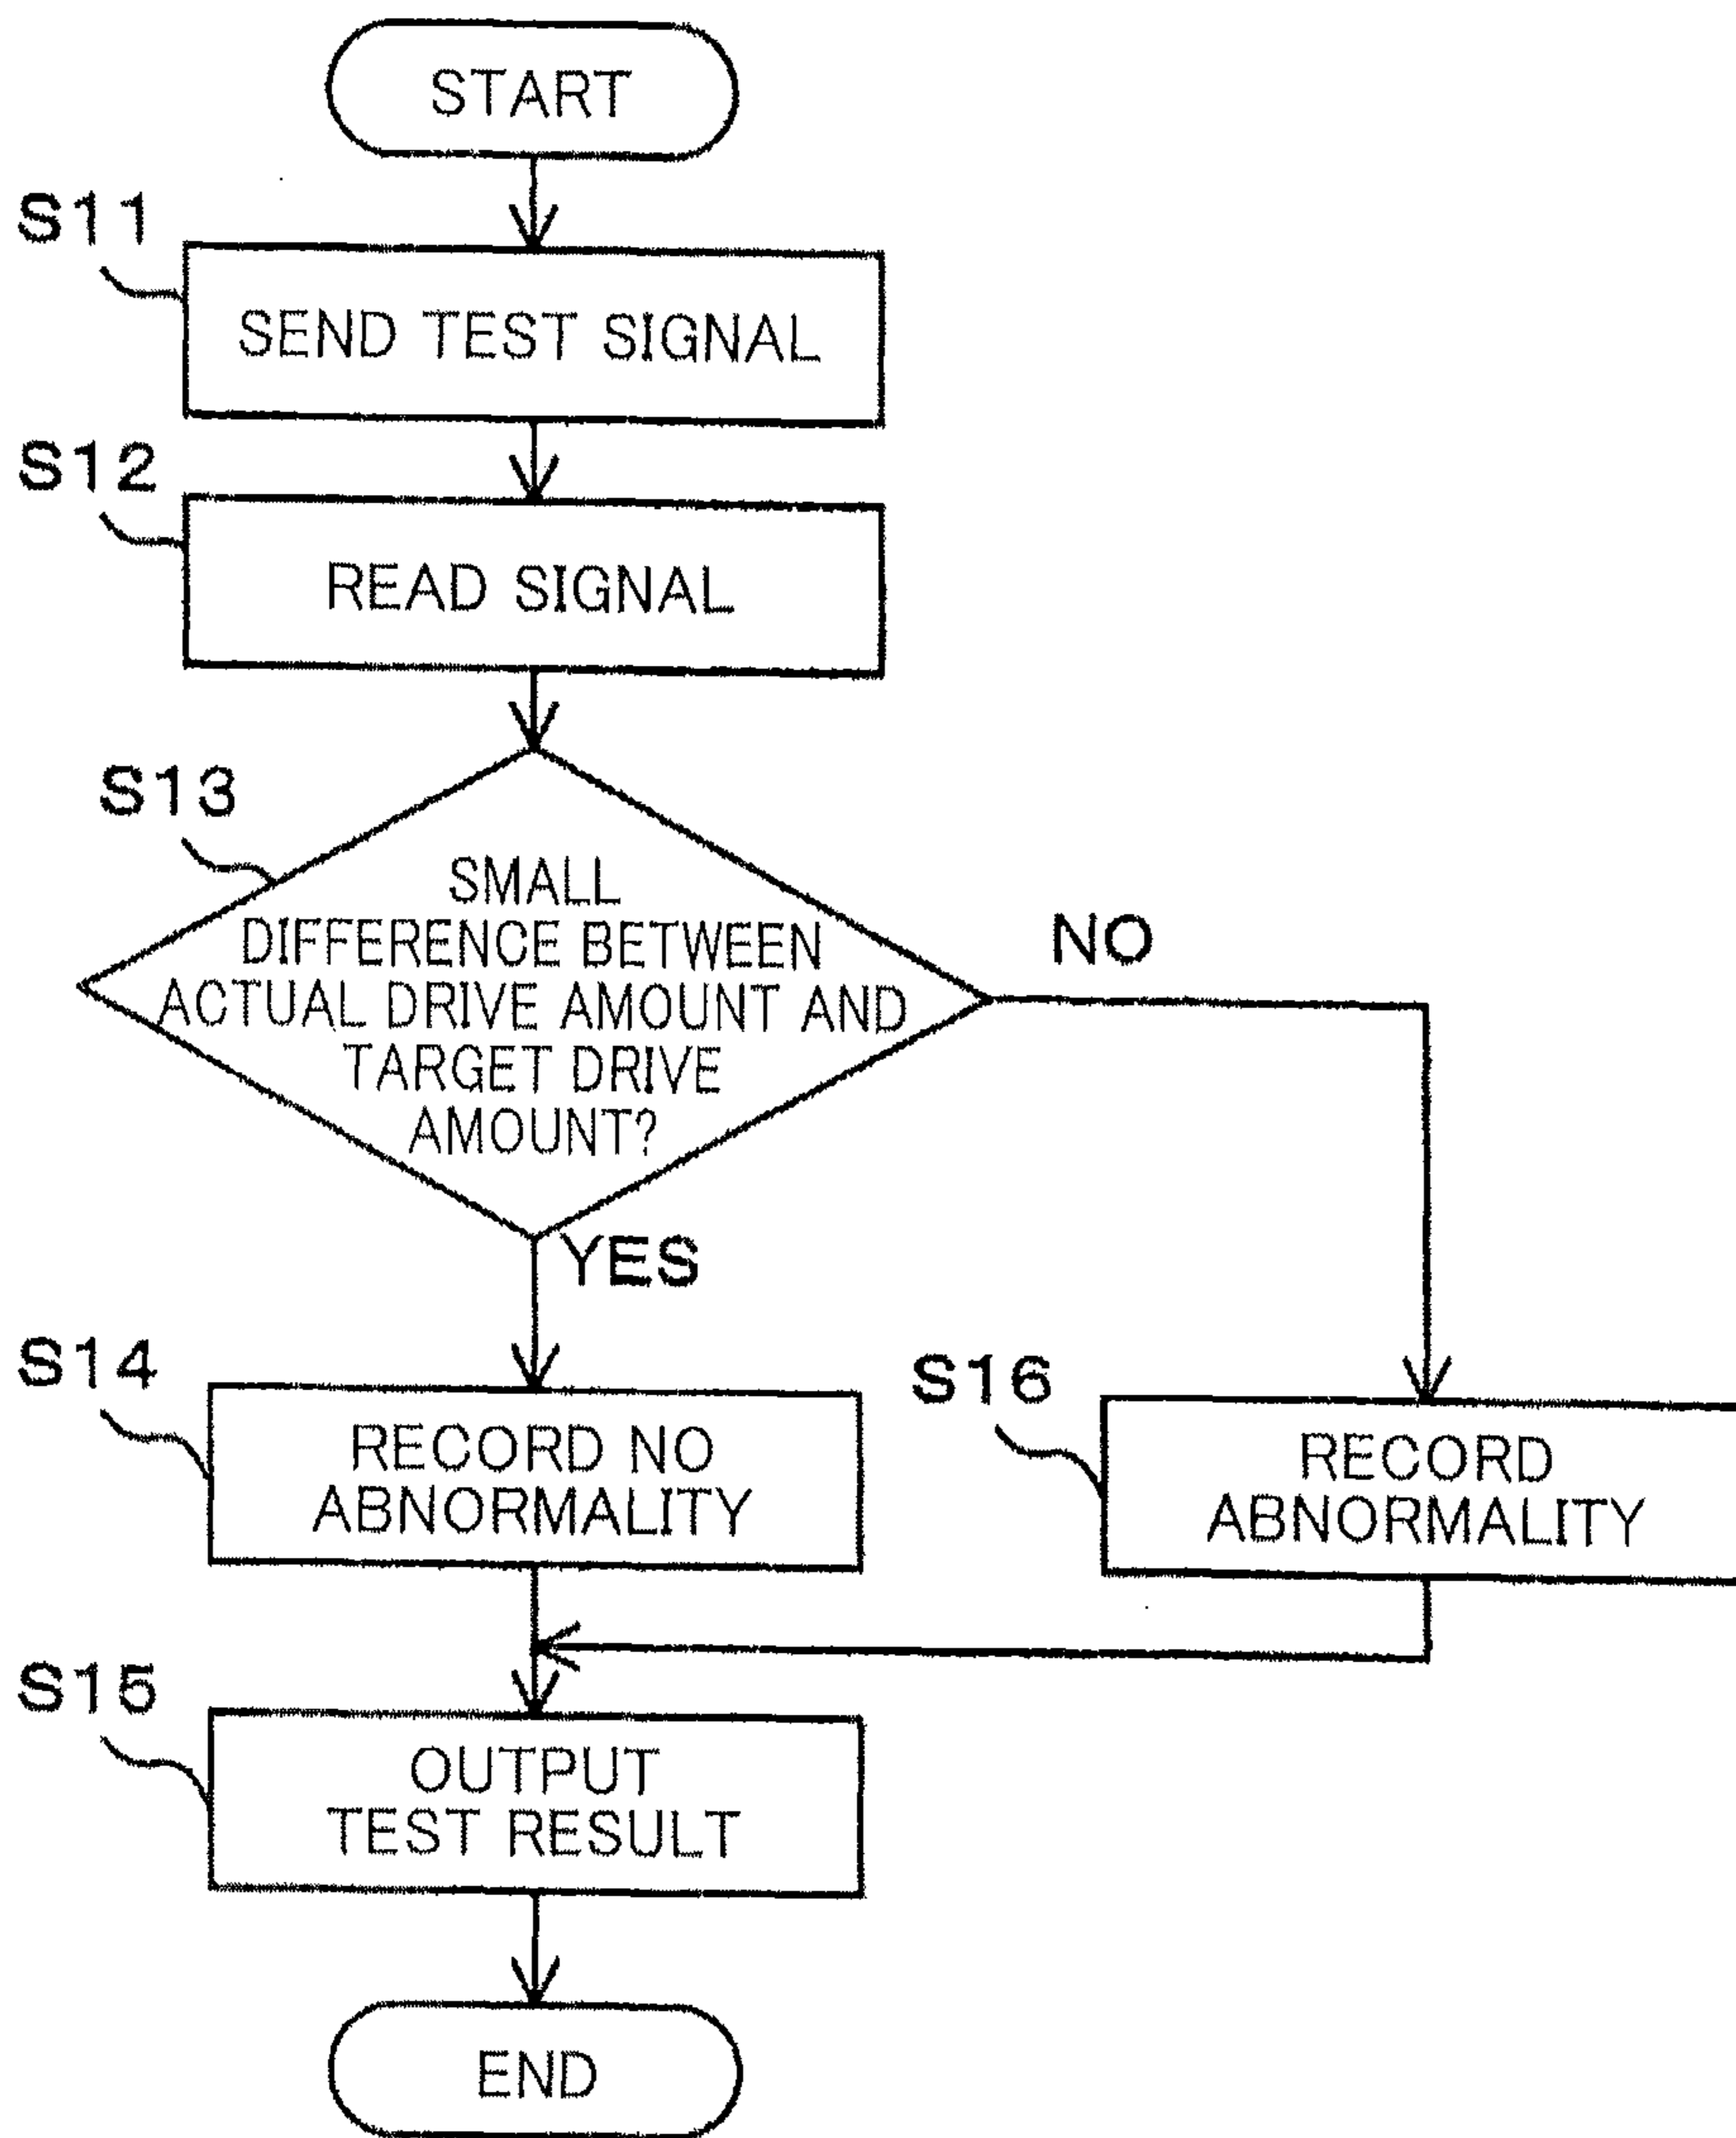 START
S11
SEND TEST SIGNAL
S12
READ SIGNAL
S13
SMALL
DIFFERENCE BETWEEN
ACTUAL DRIVE AMOUNT AND
TARGET DRIVE
AMOUNT?
NO
YES
S14
RECORD NO
ABNORMALITY
S16
RECORD
ABNORMALITY
S15
OUTPUT
TEST RESULT
END